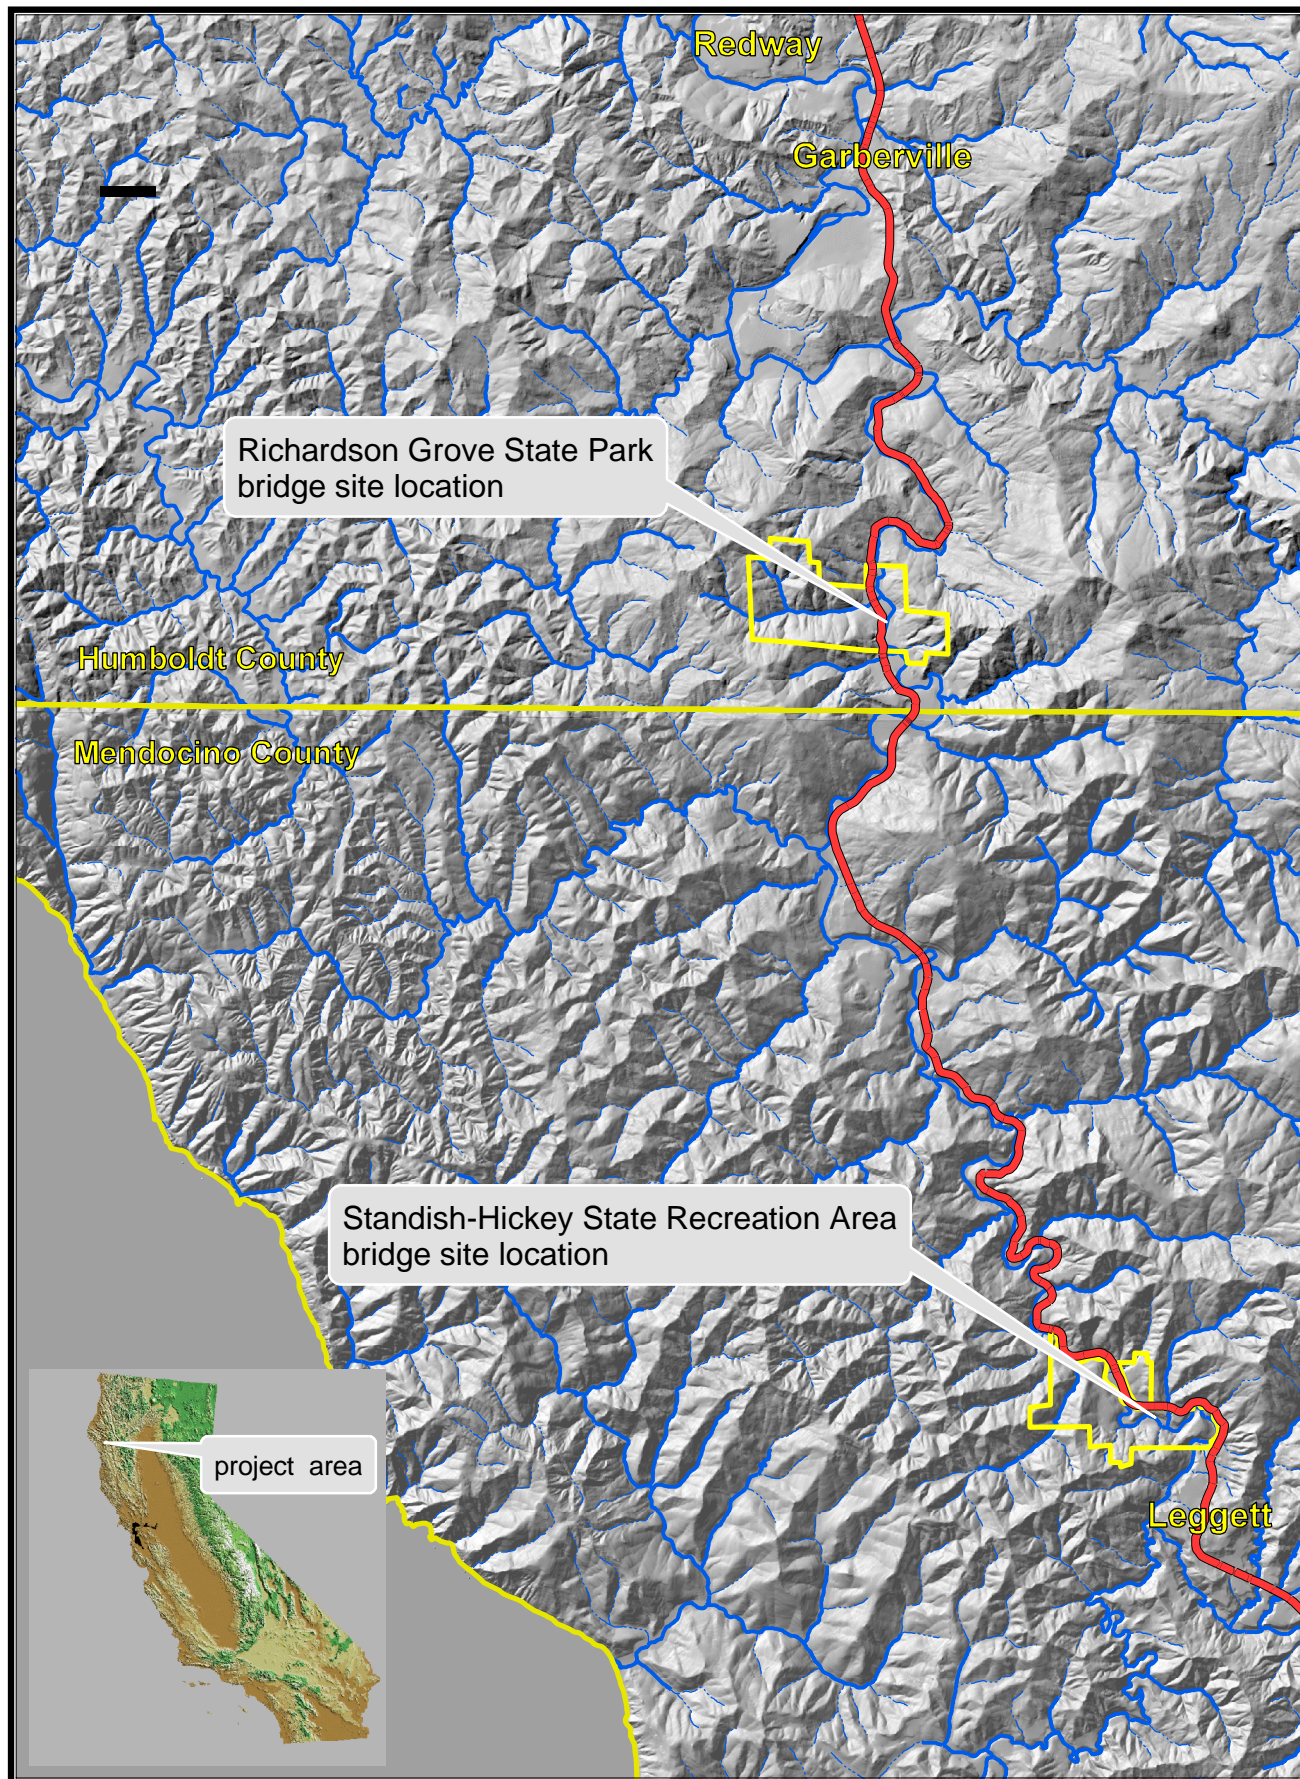 Redway
Garberville
Richardson Grove State Park
bridge site location
Humboldt County
Mendocino County
Standish-Hickey State Recreation Area
bridge site location
project area
Leggett